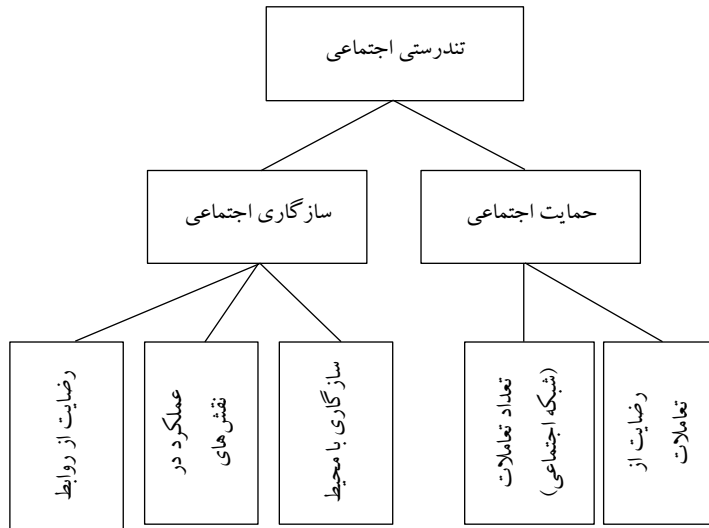 تندرستی اجتماعی
حمایت اجتماعی
سازگاری اجتماعی
رضایت از
تعاملات
تعداد تعاملات
(شبکه اجتماعی)
سازگاری با محیط
عملکرد در
نقش‌های
رضایت از روابط